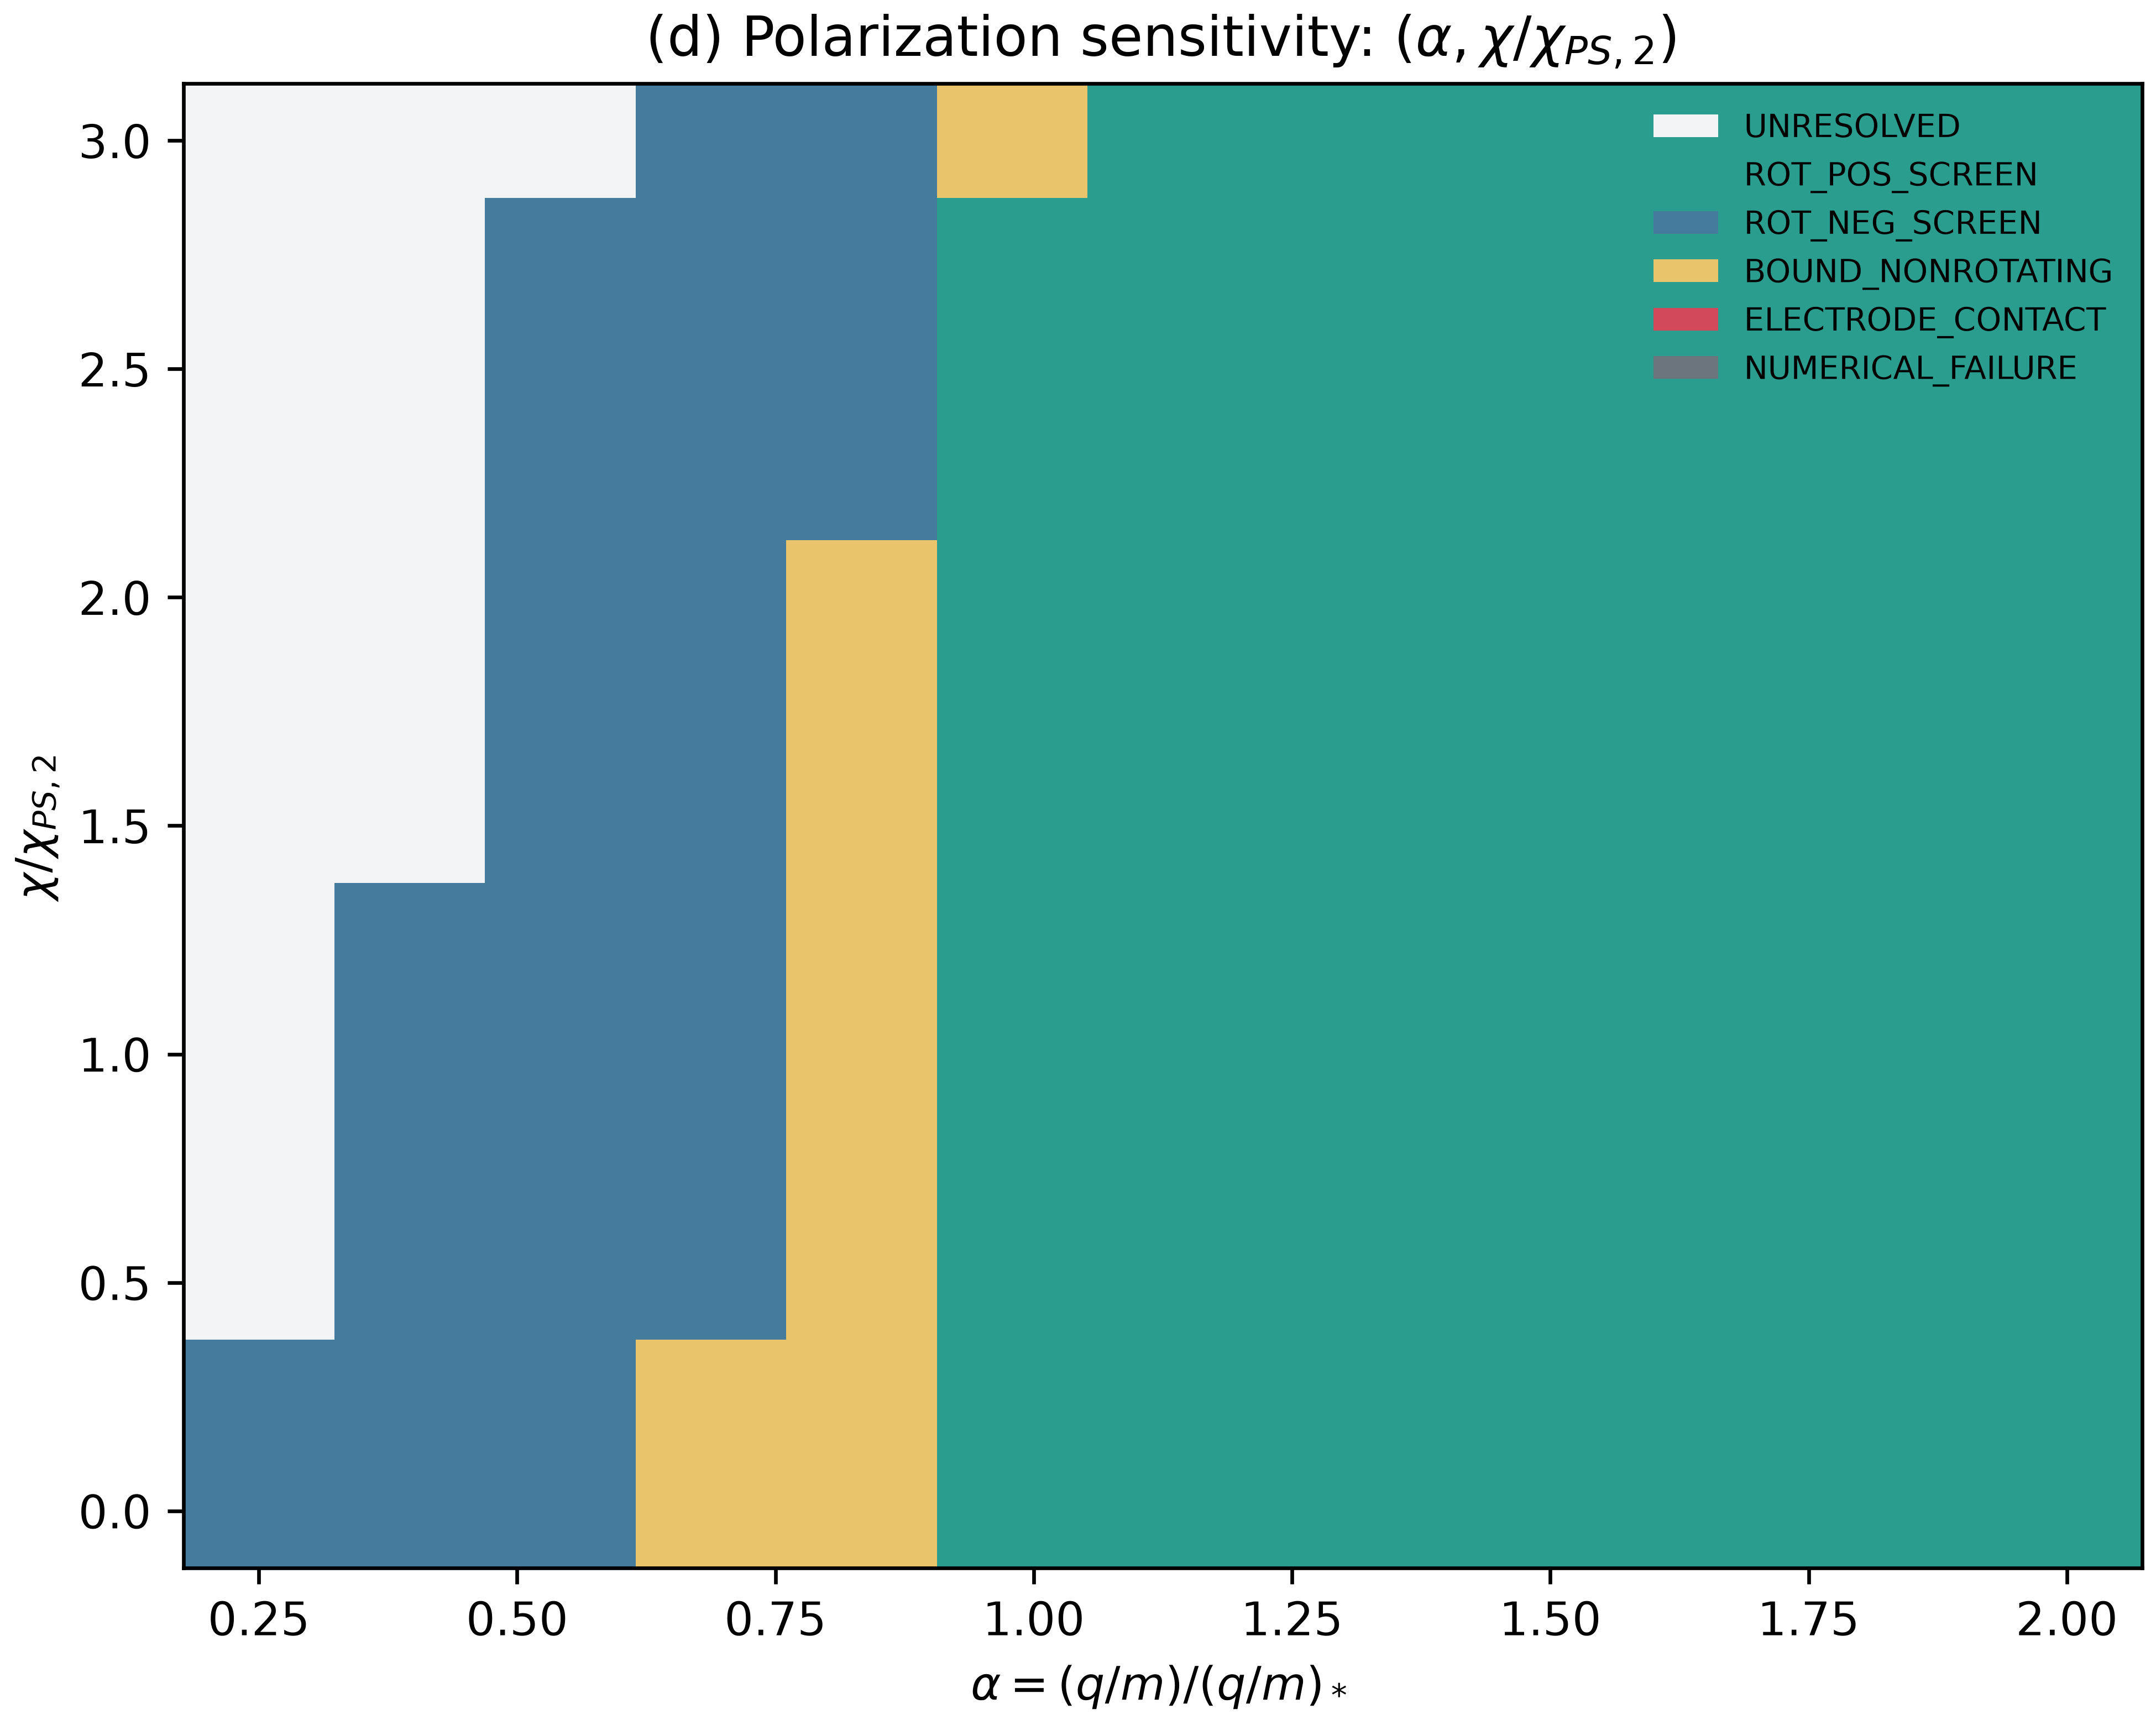 (d) Polarization sensitivity: (α, χ/χ_{PS, 2})
3.0
2.5
2.0
1.5
1.0
0.5
0.0
χ/χ_{PS, 2}
UNRESOLVED
ROT_POS_SCREEN
ROT_NEG_SCREEN
BOUND_NONROTATING
ELECTRODE_CONTACT
NUMERICAL_FAILURE
0.25 0.50 0.75 1.00 1.25 1.50 1.75 2.00
α = (q/m)/(q/m)_*